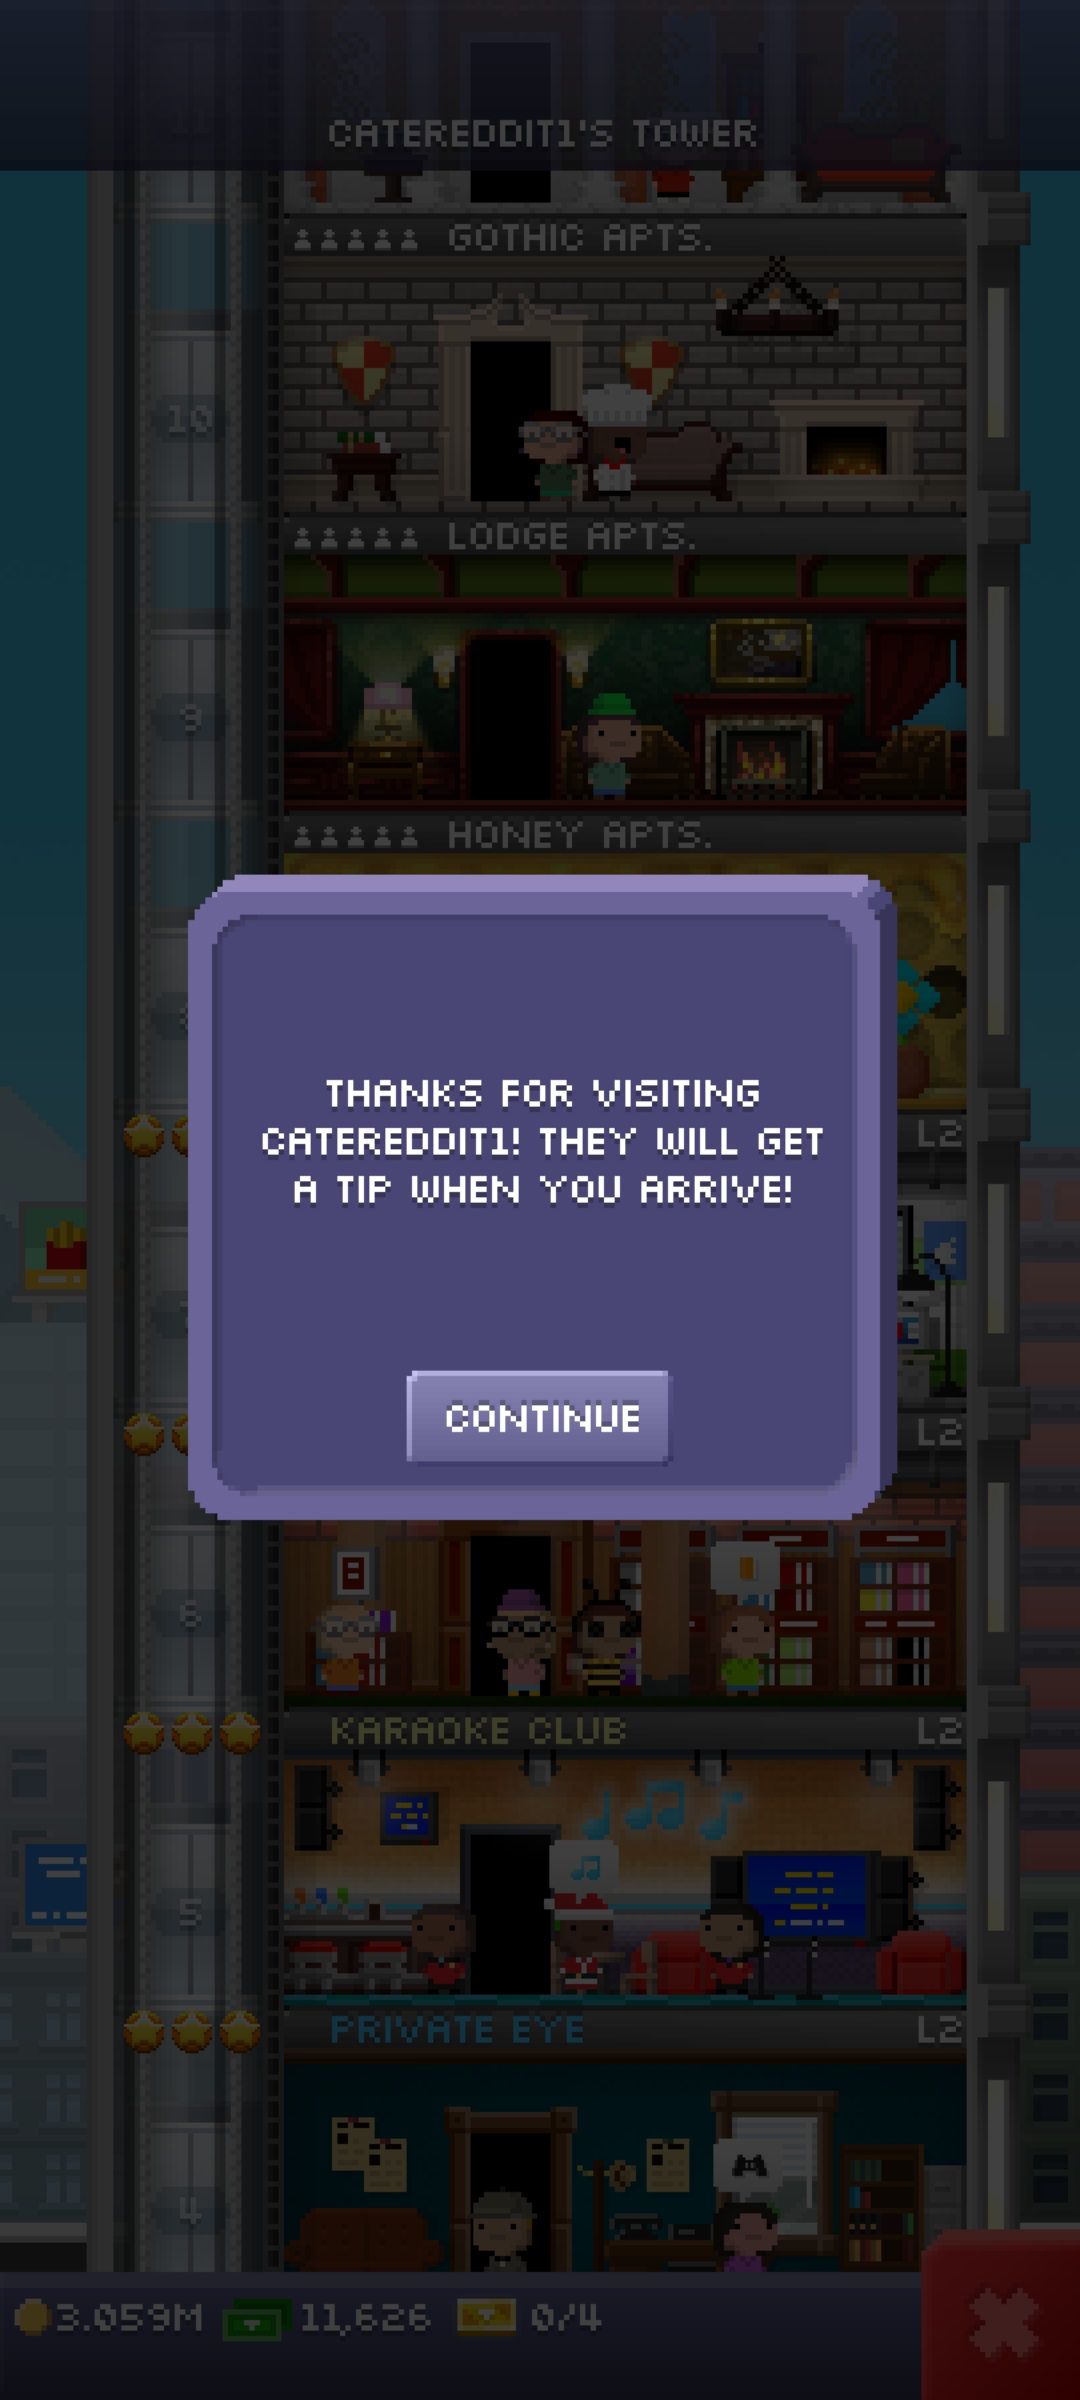 CATEREDDIT1'S TOWER
GOTHIC APTS.
10
LODGE APTS.
9
HONEY APTS.
THANKS FOR VISITING
CATEREDDIT1! THEY WILL GET
A TIP WHEN YOU ARRIVE!
L2
L2
CONTINUE
6
KARAOKE CLUB L2
5
PRIVATE EYE L2
4
3.059M 11,626 0/4